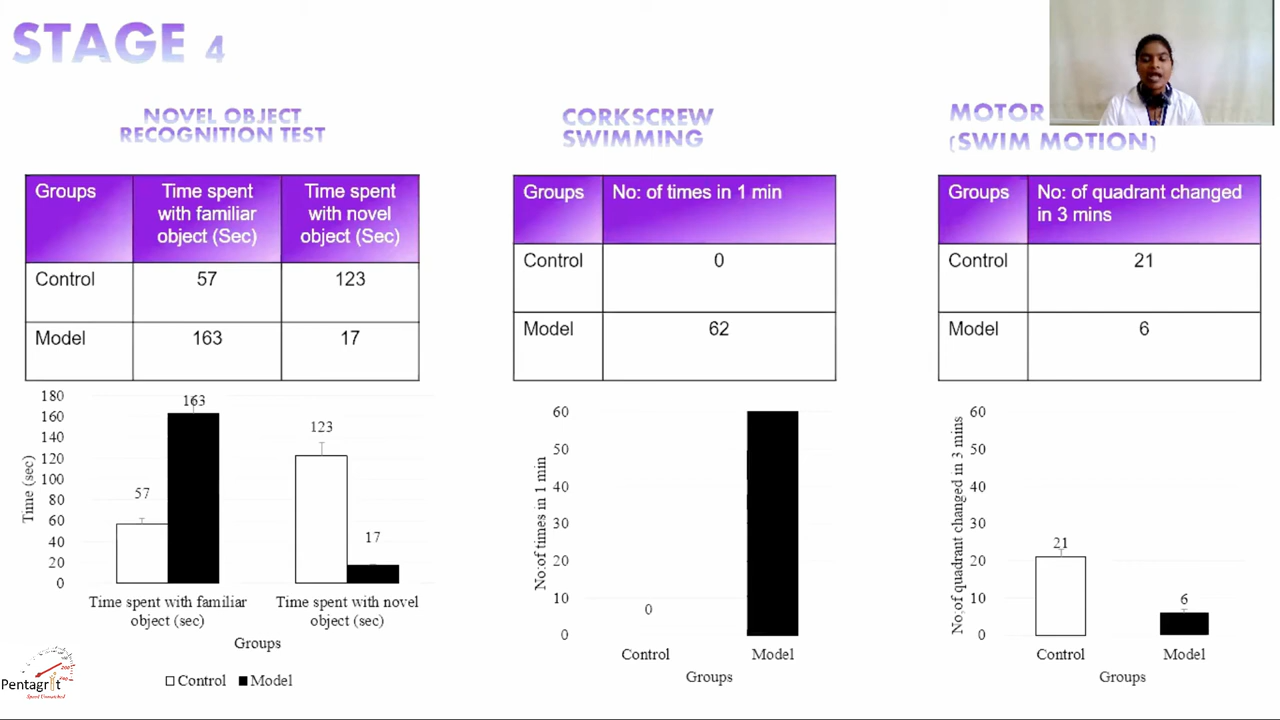 STAGE 4
NOVEL OBJECT
RECOGNITION TEST
Groups
Time spent
with familiar
object (Sec)
Time spent
with novel
object (Sec)
Control 57 123
Model 163 17
180
160
140
120
100
80
60
40
20
0
Time (sec)
57
163
123
17
Time spent with familiar
object (sec)
Time spent with novel
object (sec)
Groups
Control Model
CORKSCREW
SWIMMING
Groups No: of times in 1 min
Control 0
Model 62
60
50
40
30
20
10
0
No:of times in 1 min
0
Control Model
Groups
MOTOR
(SWIM MOTION)
Groups
No: of quadrant changed
in 3 mins
Control 21
Model 6
60
50
40
30
20
10
0
No;of quadrant changed in 3 mins
21
6
Control Model
Groups
Pentagrit